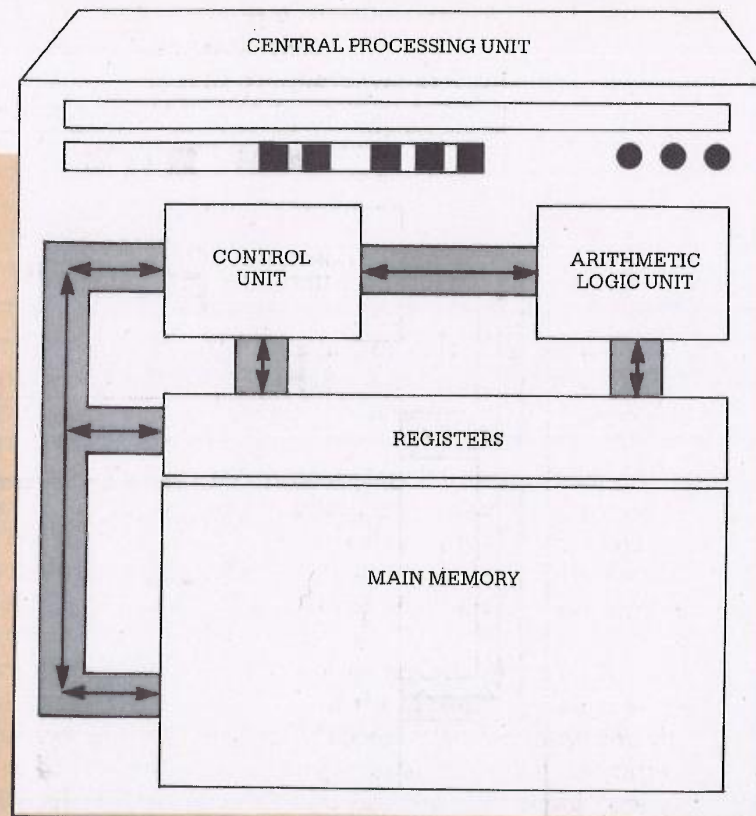 CENTRAL PROCESSING UNIT
CONTROL
UNIT
ARITHMETIC
LOGIC UNIT
REGISTERS
MAIN MEMORY